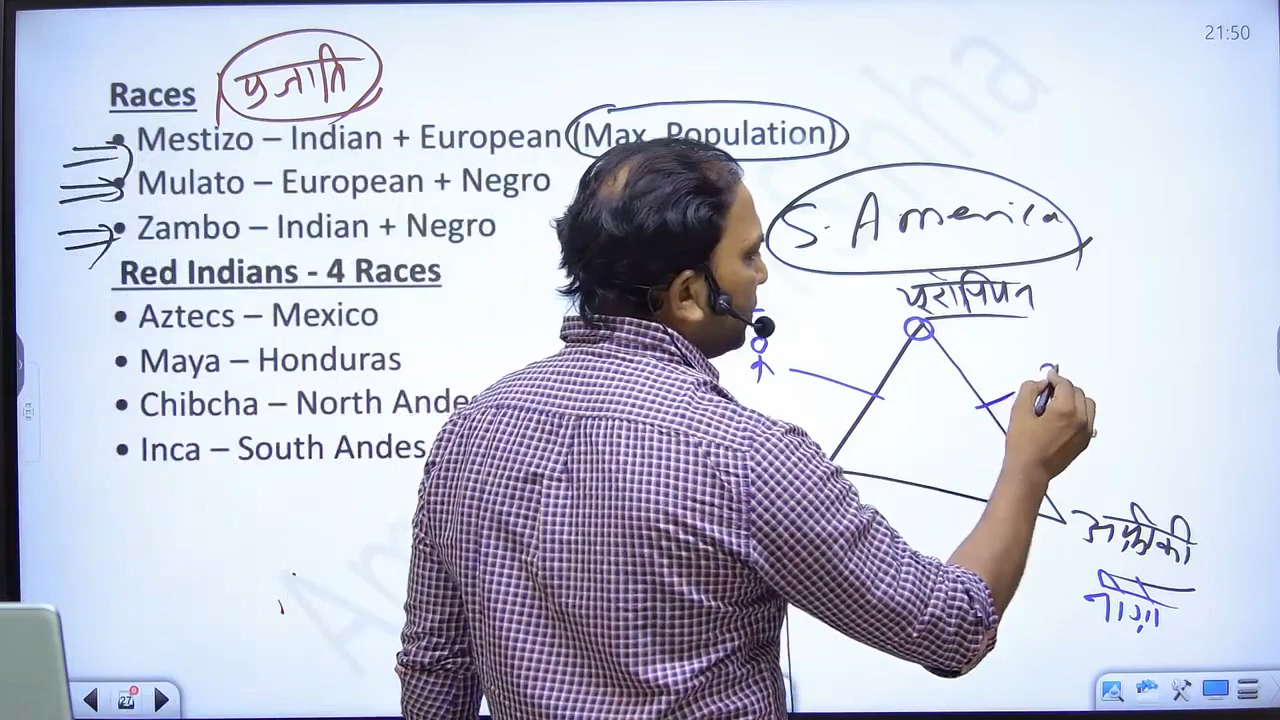 21:50
Races प्रजाति
• Mestizo – Indian + European (Max. Population)
• Mulato – European + Negro
• Zambo – Indian + Negro
S. America
Red Indians - 4 Races
यूरोपियन
• Aztecs – Mexico
• Maya – Honduras
• Chibcha – North Ande
• Inca – South Andes
अफ्रीकी
नीग्रो
27